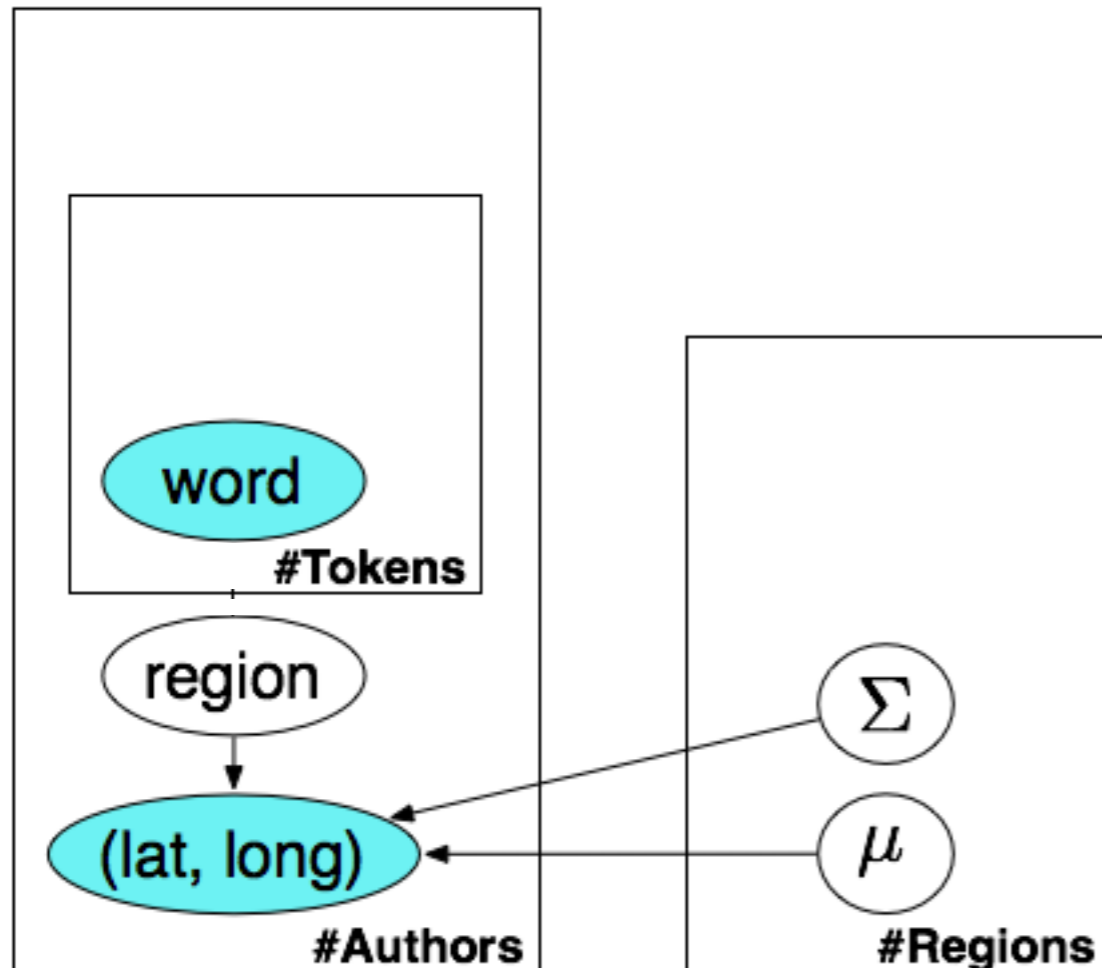 word
#Tokens
region
Σ
(lat, long)
μ
#Authors
#Regions